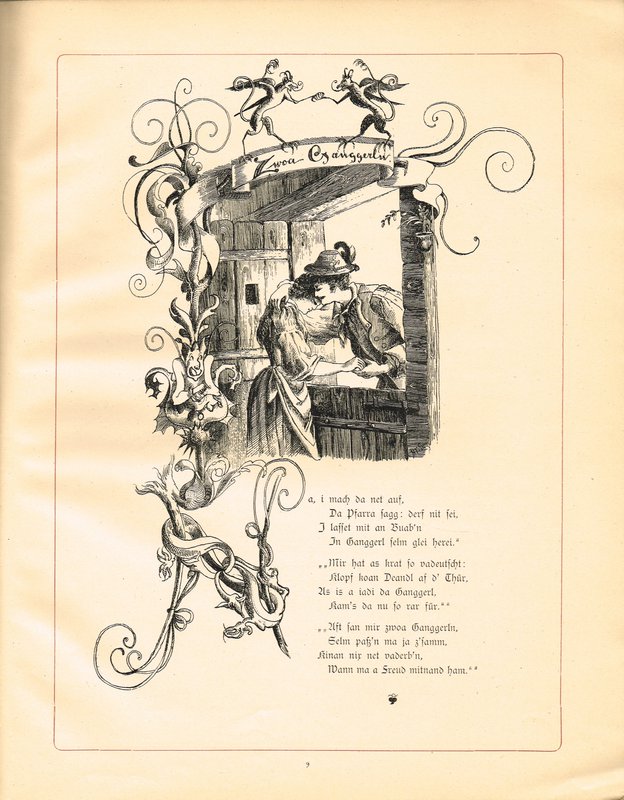 Zwoa Ganggerln
Na, i mach da net auf,
Da Pfarra sagg: derf nit sei,
I lasset mit an Buab'n
In Ganggerl selm glei herei.“
„„Mir hat as krat so vadeutscht:
Klopf koan Deandl af d' Thür,
As is a iadi da Ganggerl,
Kam's da nu so rar für.““
„„Aft san mir zwoa Ganggerln,
Selm paß'n ma ja z'samm,
Kinan nix net vaderb'n,
Wann ma a Freud mitnand ham.““
9